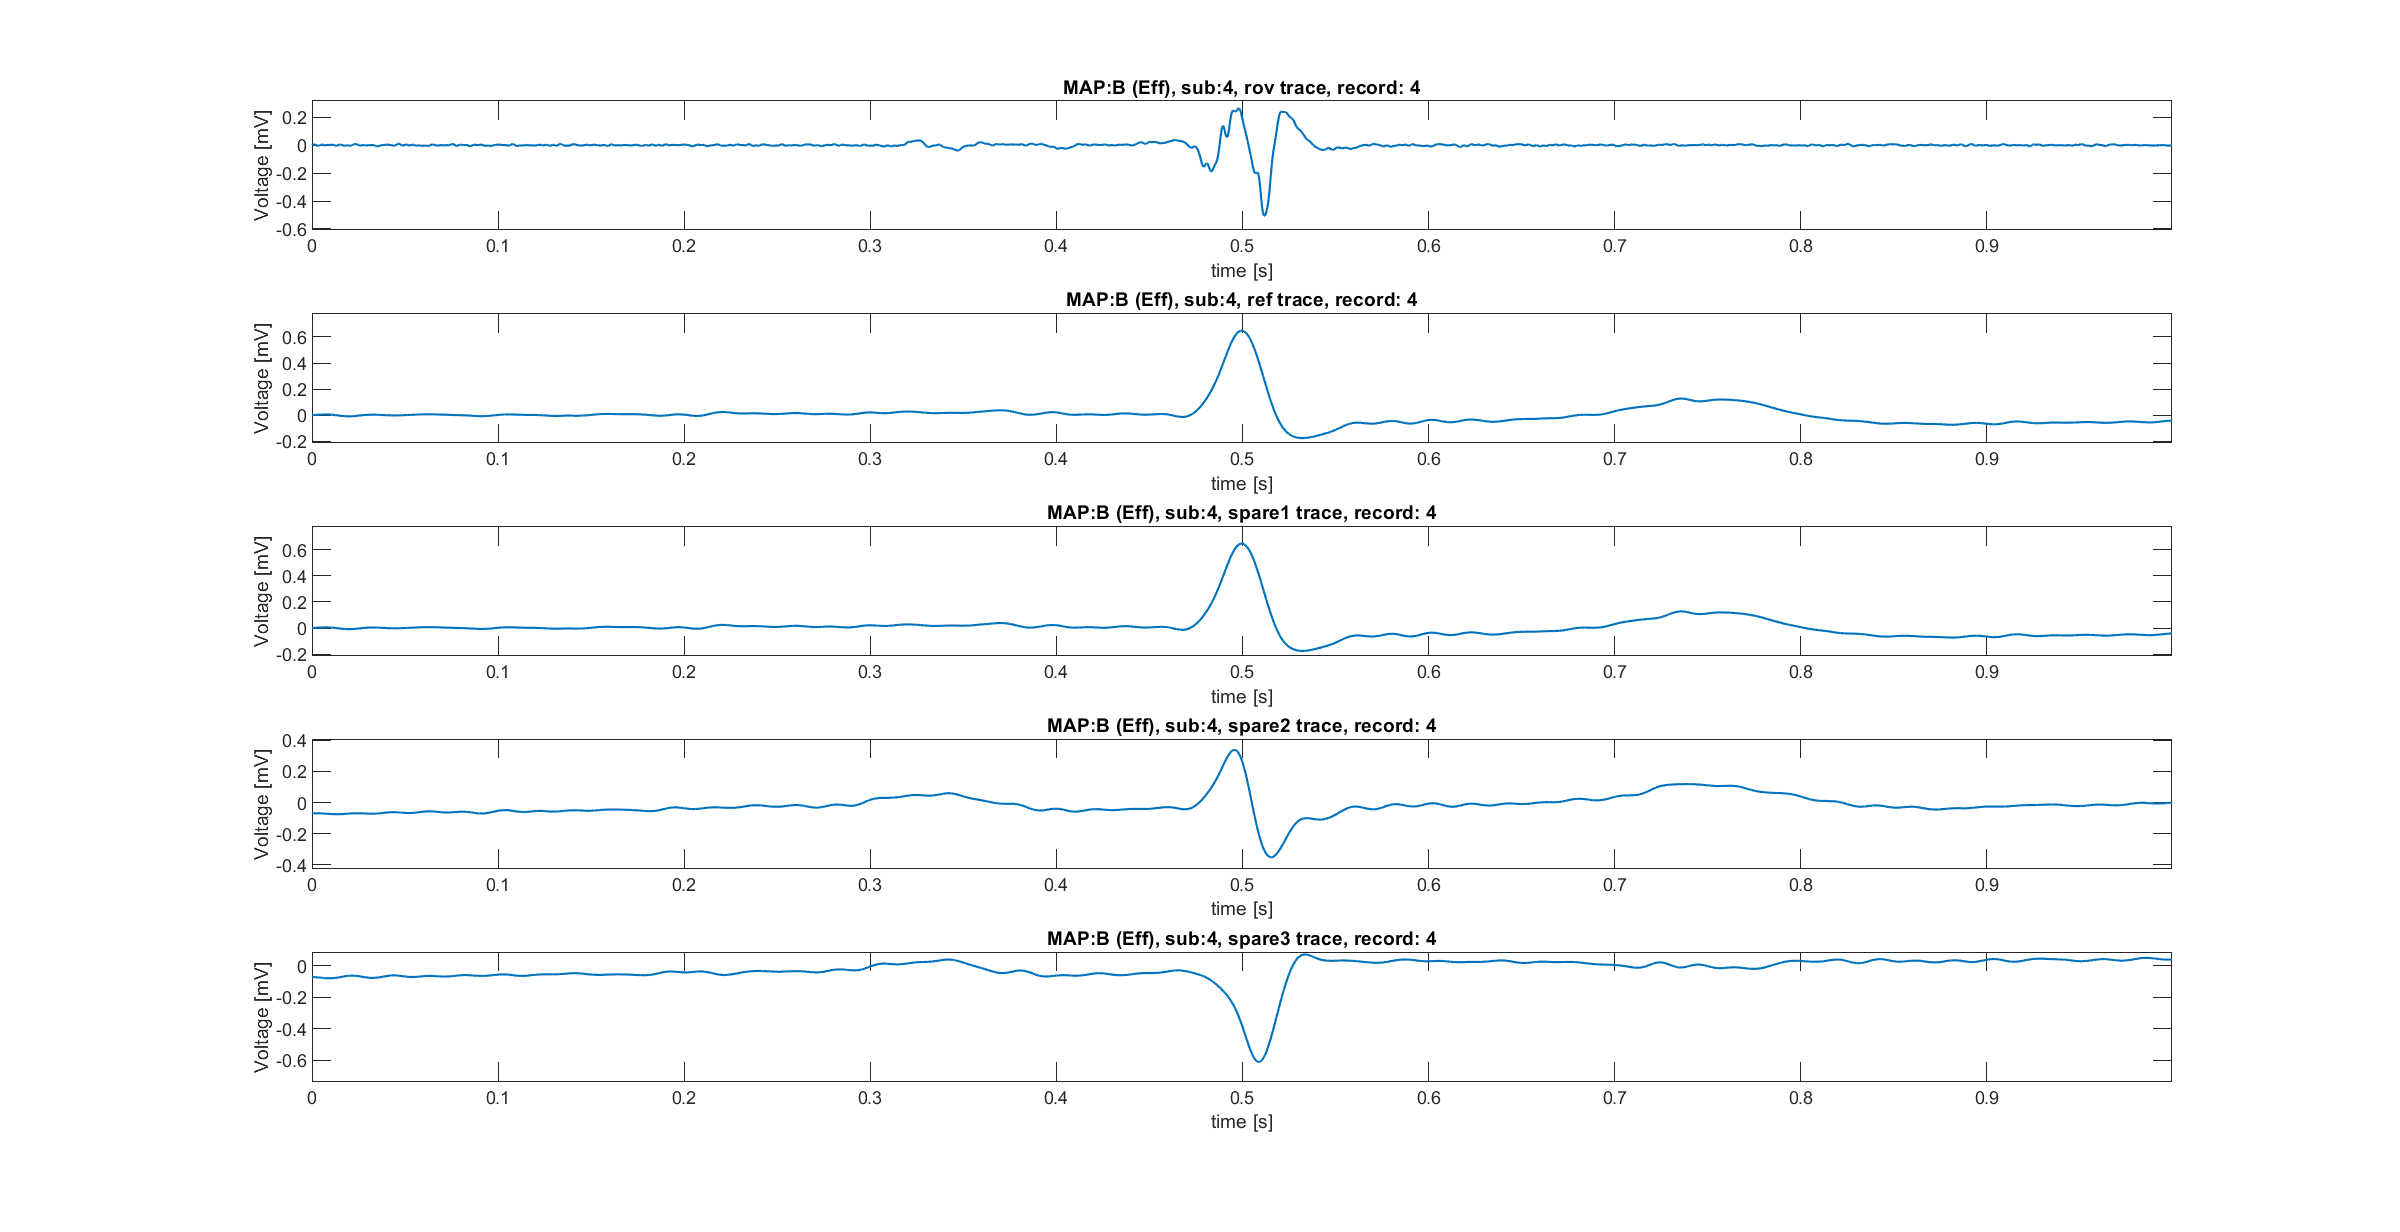 MAP:B (Eff), sub:4, rov trace, record: 4
Voltage [mV]
0.2
0
-0.2
-0.4
-0.6
0 0.1 0.2 0.3 0.4 0.5 0.6 0.7 0.8 0.9
time [s]
MAP:B (Eff), sub:4, ref trace, record: 4
Voltage [mV]
0.6
0.4
0.2
0
-0.2
0 0.1 0.2 0.3 0.4 0.5 0.6 0.7 0.8 0.9
time [s]
MAP:B (Eff), sub:4, spare1 trace, record: 4
Voltage [mV]
0.6
0.4
0.2
0
-0.2
0 0.1 0.2 0.3 0.4 0.5 0.6 0.7 0.8 0.9
time [s]
MAP:B (Eff), sub:4, spare2 trace, record: 4
Voltage [mV]
0.4
0.2
0
-0.2
-0.4
0 0.1 0.2 0.3 0.4 0.5 0.6 0.7 0.8 0.9
time [s]
MAP:B (Eff), sub:4, spare3 trace, record: 4
Voltage [mV]
0
-0.2
-0.4
-0.6
0 0.1 0.2 0.3 0.4 0.5 0.6 0.7 0.8 0.9
time [s]